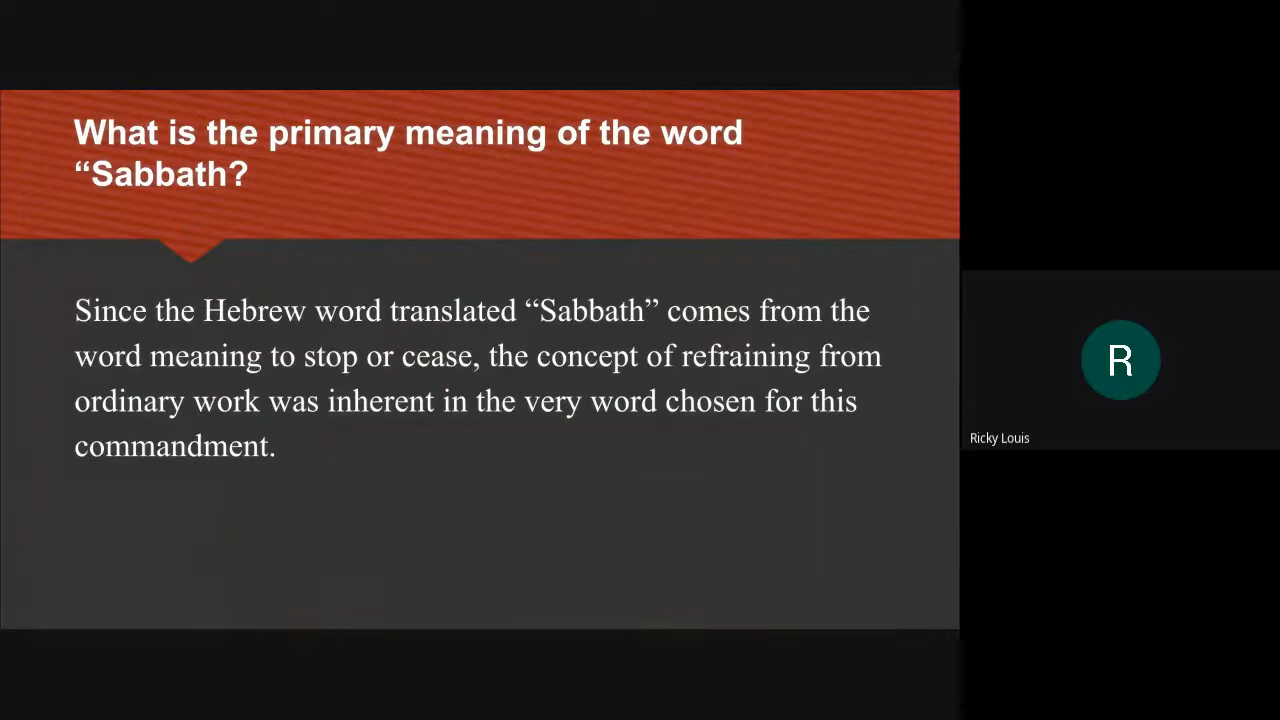 What is the primary meaning of the word
“Sabbath?
Since the Hebrew word translated “Sabbath” comes from the
word meaning to stop or cease, the concept of refraining from
ordinary work was inherent in the very word chosen for this
commandment.
R
Ricky Louis